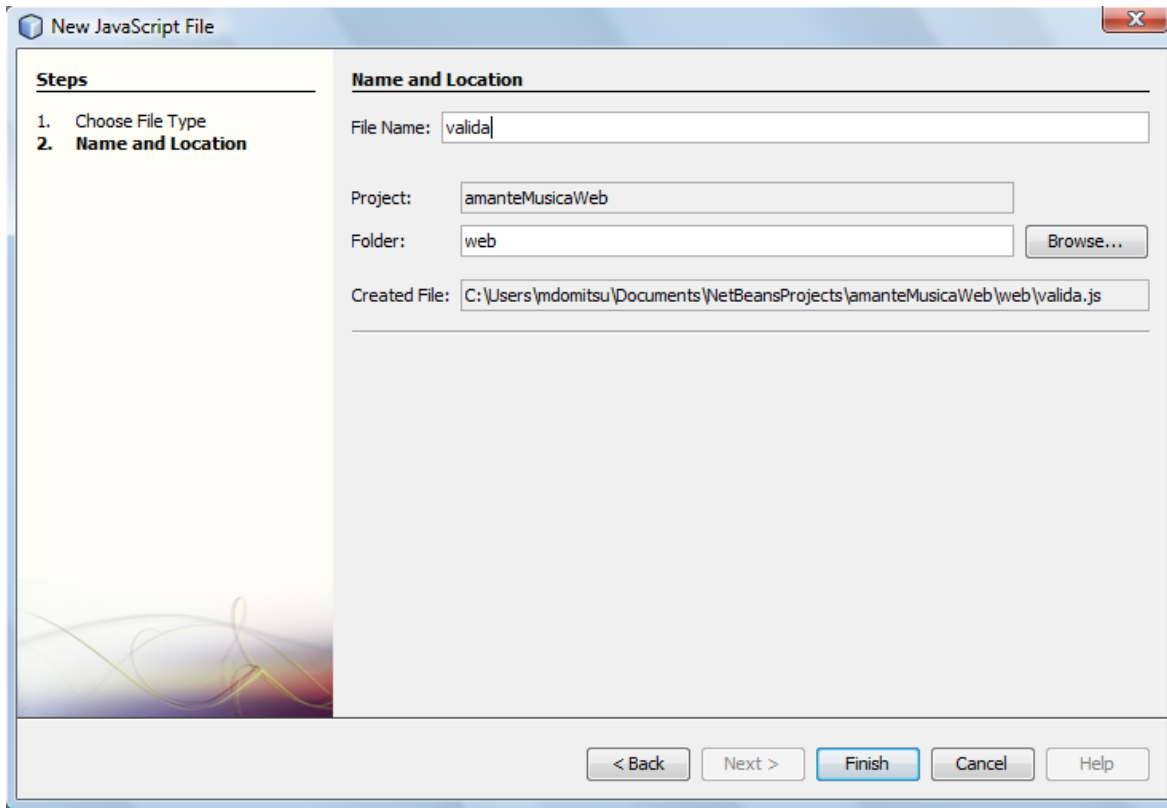 New JavaScript File
X
Steps
1. Choose File Type
2. Name and Location
Name and Location
File Name: valida
Project: amanteMusicaWeb
Folder: web Browse...
Created File: C:\Users\mdomitsu\Documents\NetBeansProjects\amanteMusicaWeb\web\valida.js
< Back Next > Finish Cancel Help